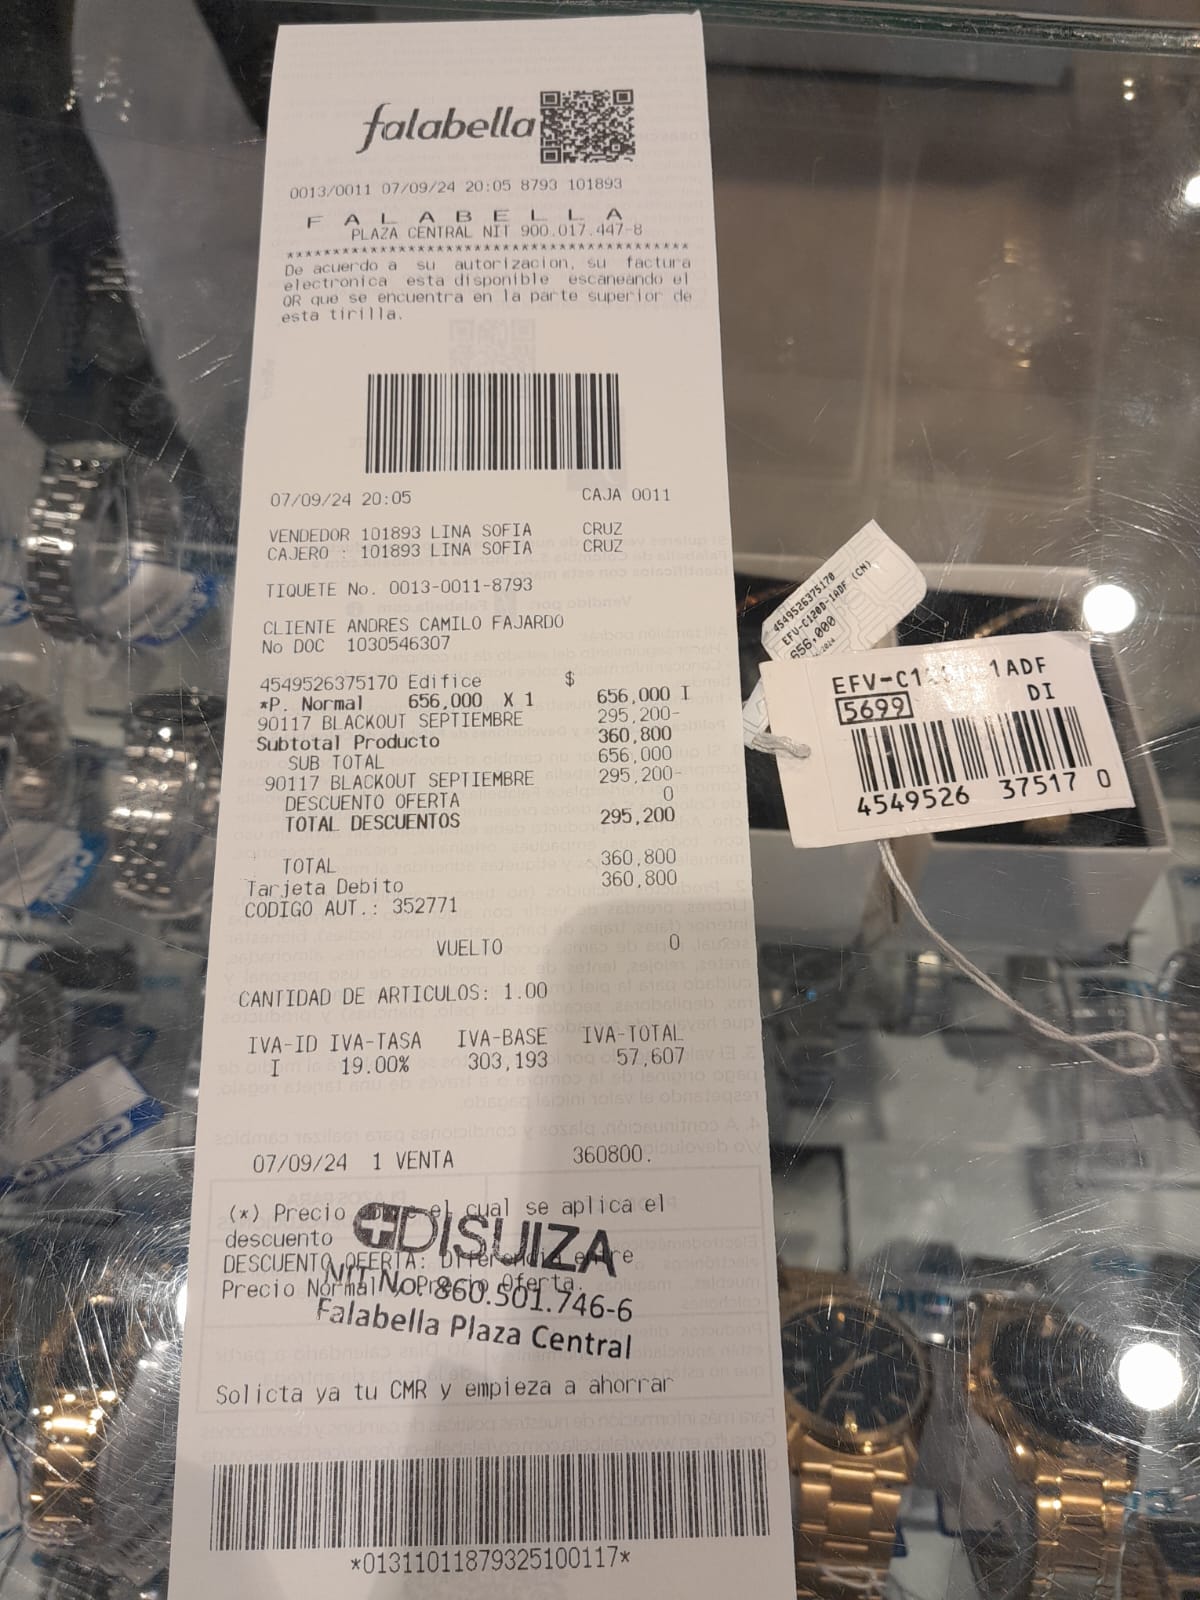 falabella
0013/0011 07/09/24 20:05 8793 101893
F A L A B E L L A
PLAZA CENTRAL NIT 900.017.447-8
****************************************
De acuerdo a su autorizacion, su factura
electronica esta disponible escaneando el
QR que se encuentra en la parte superior de
esta tirilla.
07/09/24 20:05 CAJA 0011
VENDEDOR 101893 LINA SOFIA CRUZ
CAJERO : 101893 LINA SOFIA CRUZ
TIQUETE No. 0013-0011-8793
CLIENTE ANDRES CAMILO FAJARDO
No DOC 1030546307
4549526375170 Edifice $
*P. Normal 656,000 X 1 656,000 I
90117 BLACKOUT SEPTIEMBRE 295,200-
Subtotal Producto 360,800
SUB TOTAL 656,000
90117 BLACKOUT SEPTIEMBRE 295,200-
DESCUENTO OFERTA 0
TOTAL DESCUENTOS 295,200
TOTAL 360,800
Tarjeta Debito 360,800
CODIGO AUT.: 352771
VUELTO 0
CANTIDAD DE ARTICULOS: 1.00
IVA-ID IVA-TASA IVA-BASE IVA-TOTAL
I 19.00% 303,193 57,607
07/09/24 1 VENTA 360800.
(*) Precio el cual se aplica el
descuento
DESCUENTO OFERTA: Diferencia entre
Precio Normal y Precio Oferta.
DISUIZA
NIT No. 860.501.746-6
Falabella Plaza Central
Solicta ya tu CMR y empieza a ahorrar
*01311011879325100117*
4549526375170
EFV-C120D-1ADF (CN)
656,000
EFV-C1 1ADF
5699 DI
4549526 37517 0
CASIO